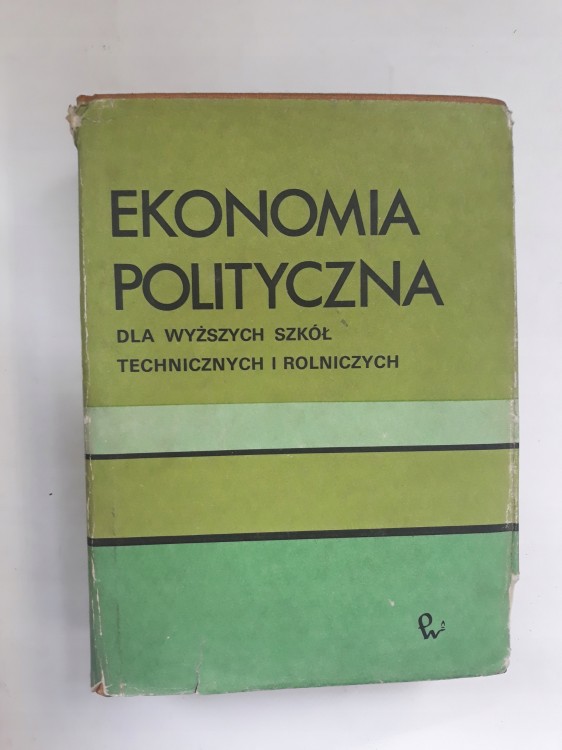 EKONOMIA
POLITYCZNA
DLA WYŻSZYCH SZKÓŁ
TECHNICZNYCH I ROLNICZYCH